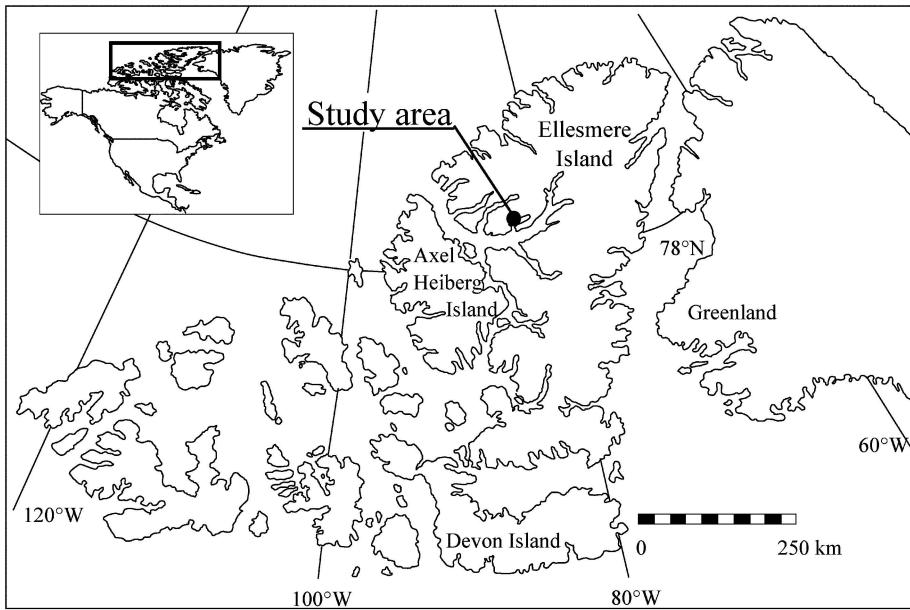 Study area
Ellesmere
Island
Axel
Heiberg
Island
78°N
Greenland
60°W
120°W
Devon Island
0 250 km
100°W
80°W